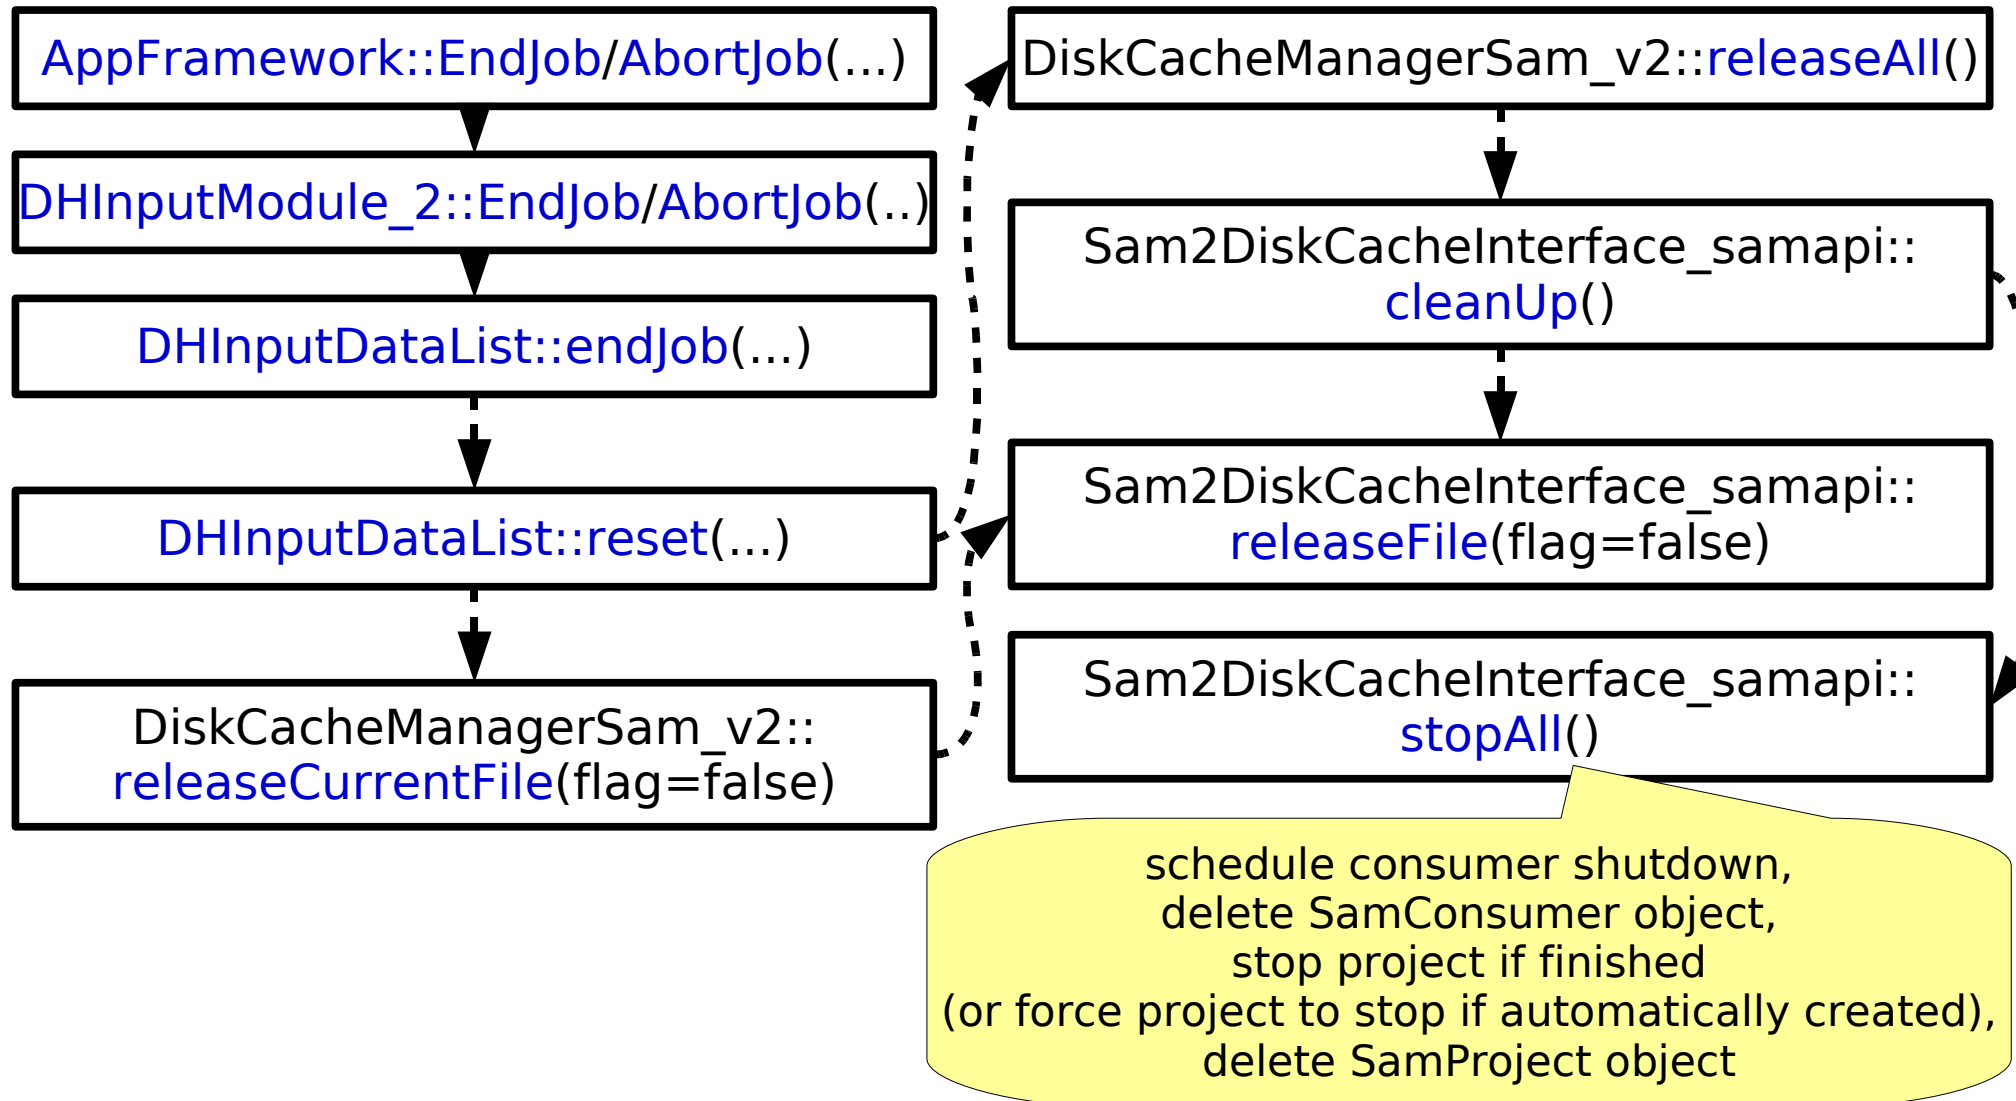 AppFramework::EndJob/AbortJob(...)
DHInputModule_2::EndJob/AbortJob(..)
DHInputDataList::endJob(...)
DHInputDataList::reset(...)
DiskCacheManagerSam_v2::
releaseCurrentFile(flag=false)
DiskCacheManagerSam_v2::releaseAll()
Sam2DiskCacheInterface_samapi::
cleanUp()
Sam2DiskCacheInterface_samapi::
releaseFile(flag=false)
Sam2DiskCacheInterface_samapi::
stopAll()
schedule consumer shutdown,
delete SamConsumer object,
stop project if finished
(or force project to stop if automatically created),
delete SamProject object